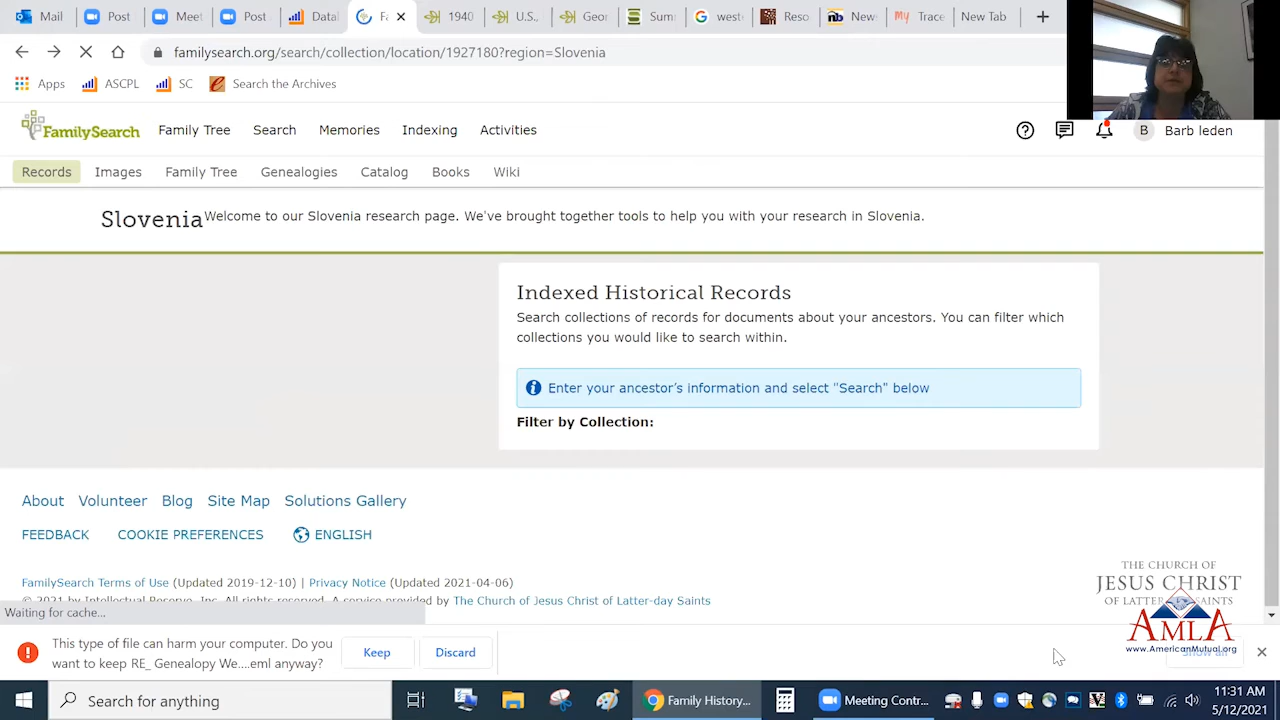 Mail
Post
Mee
Post
Datal
Fa
1940
U.S.,
Geor
Sum
west
Reso
New
My Trace
New Tab
familysearch.org/search/collection/location/1927180?region=Slovenia
Apps
ASCPL
SC
Search the Archives
FamilySearch
Family Tree
Search
Memories
Indexing
Activities
B
Barb leden
Records
Images
Family Tree
Genealogies
Catalog
Books
Wiki
Slovenia
Welcome to our Slovenia research page. We've brought together tools to help you with your research in Slovenia.
Indexed Historical Records
Search collections of records for documents about your ancestors. You can filter which
collections you would like to search within.
Enter your ancestor's information and select "Search" below
Filter by Collection:
About
Volunteer
Blog
Site Map
Solutions Gallery
FEEDBACK
COOKIE PREFERENCES
ENGLISH
FamilySearch Terms of Use (Updated 2019-12-10) | Privacy Notice (Updated 2021-04-06)
© 2021 by Intellectual Reserve, Inc. All rights reserved. A service provided by The Church of Jesus Christ of Latter-day Saints
THE CHURCH OF
JESUS CHRIST
OF LATTER-DAY SAINTS
Waiting for cache...
This type of file can harm your computer. Do you
want to keep RE_ Genealopy We....eml anyway?
Keep
Discard
AMLA
www.AmericanMutual.org
Show all
Search for anything
Family History...
Meeting Contr...
11:31 AM
5/12/2021